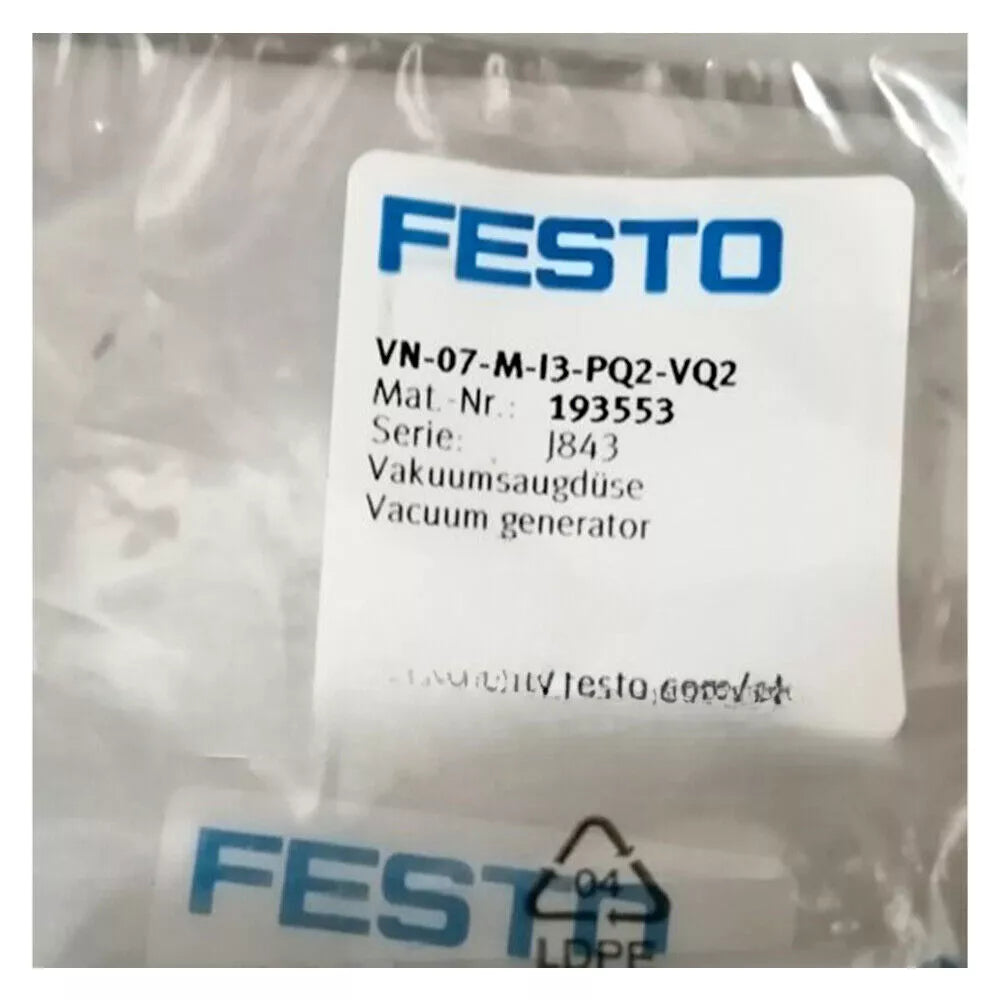 FESTO
VN-07-M-I3-PQ2-VQ2
Mat.-Nr.: 193553
Serie: J843
Vakuumsaugdüse
Vacuum generator
FESTO
04
LDPE